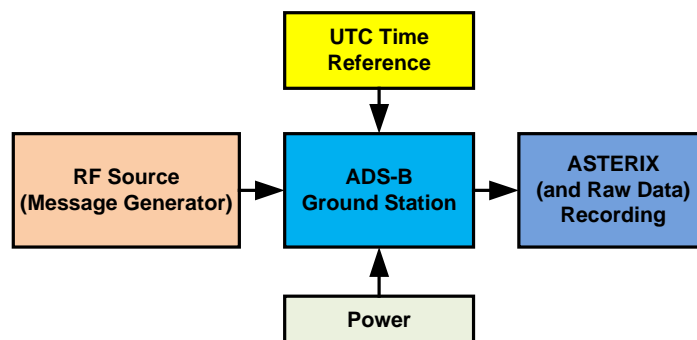 UTC Time
Reference
RF Source
(Message Generator)
ADS-B
Ground Station
ASTERIX
(and Raw Data)
Recording
Power